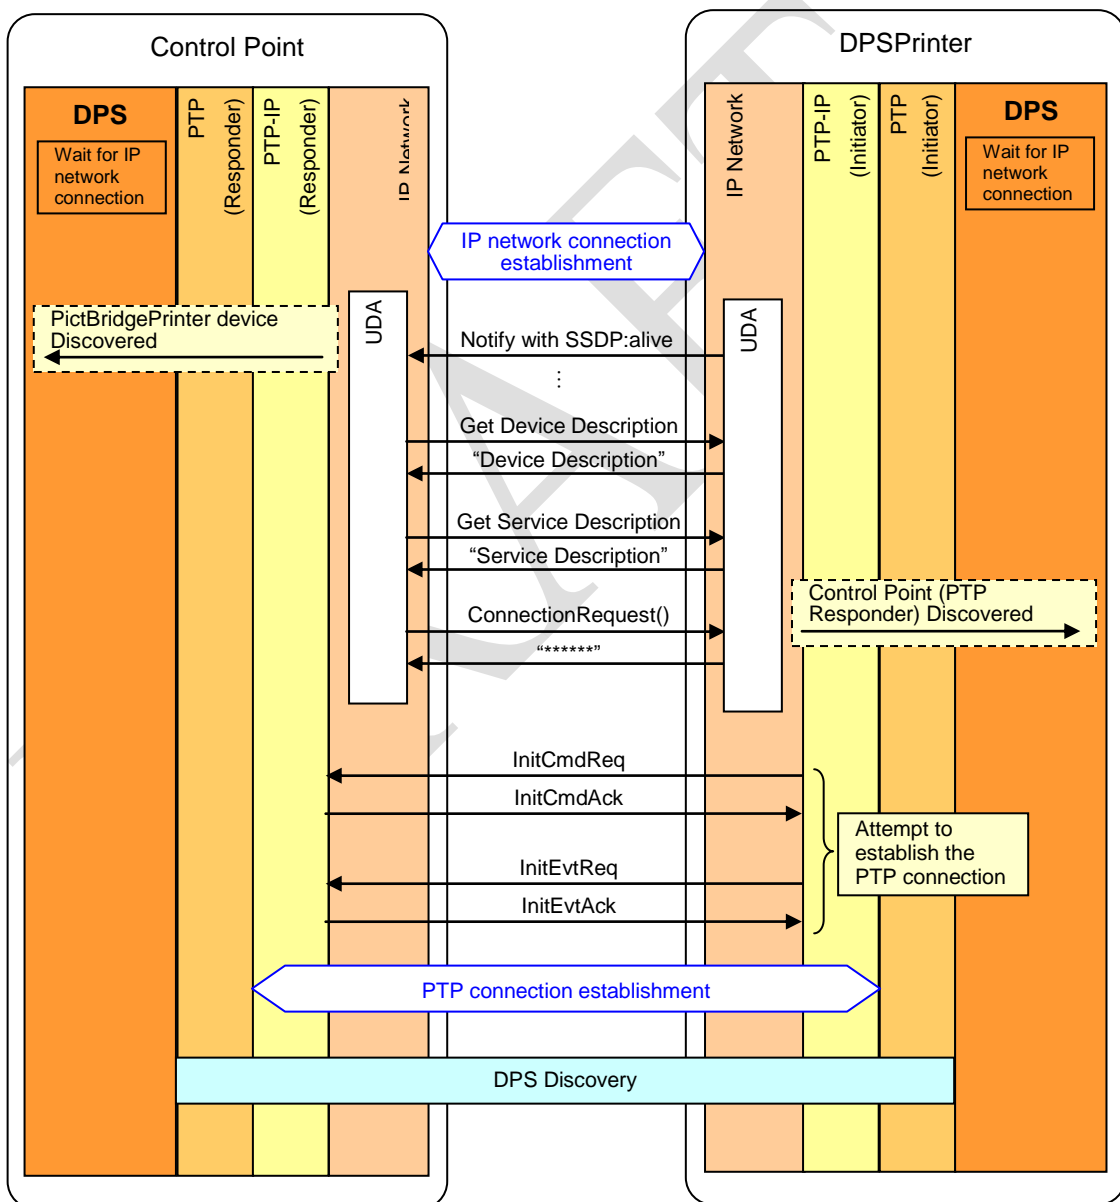 Control Point
DPSPrinter
DPS
Wait for IP
network
connection
PTP
(Responder)
PTP-IP
(Responder)
IP Network
IP Network
PTP-IP
(Initiator)
PTP
(Initiator)
DPS
Wait for IP
network
connection
IP network connection
establishment
PictBridgePrinter device
Discovered
UDA
UDA
Notify with SSDP:alive
...
Get Device Description
“Device Description”
Get Service Description
“Service Description”
Control Point (PTP
Responder) Discovered
ConnectionRequest()
“******”
InitCmdReq
InitCmdAck
InitEvtReq
InitEvtAck
Attempt to
establish the
PTP connection
PTP connection establishment
DPS Discovery
DRAFT